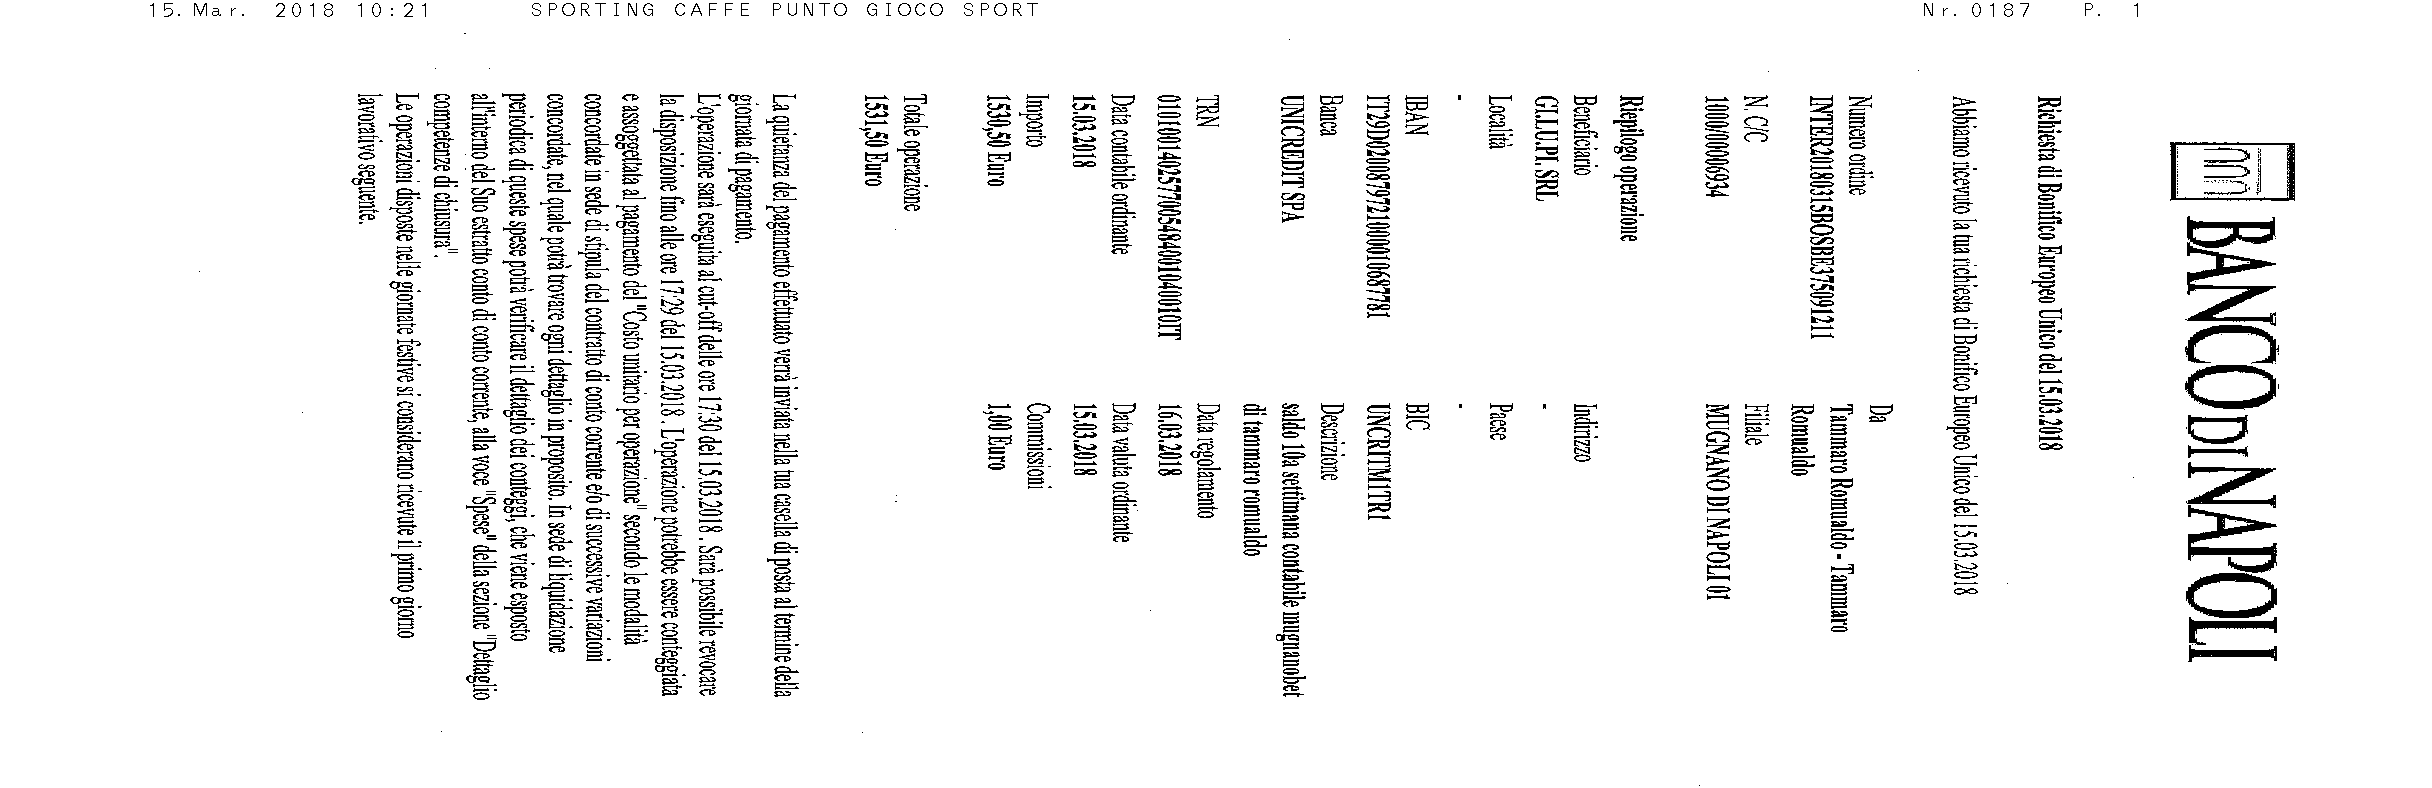 15.Mar. 2018 10:21 SPORTING CAFFE PUNTO GIOCO SPORT Nr.0187 P. 1
BANCO DI NAPOLI
Richiesta di Bonifico Europeo Unico del 15.03.2018
Abbiamo ricevuto la tua richiesta di Bonifico Europeo Unico del 15.03.2018
Numero ordine Da
INTER20180315BOSBE375091211 Tammaro Romualdo - Tammaro
Romualdo
N. C/C Filiale
1000/00006934 MUGNANO DI NAPOLI 01
Riepilogo operazione
Beneficiario Indirizzo
GI.LU.PI. SRL -
Località Paese
- -
IBAN BIC
IT29D0200879721000010687781 UNCRITM1TR1
Banca Descrizione
UNICREDIT SPA saldo 10a settimana contabile mugnanobet
di tammaro romualdo
TRN Data regolamento
0101001402577005484001040010IT 16.03.2018
Data contabile ordinante Data valuta ordinante
15.03.2018 15.03.2018
Importo Commissioni
1530,50 Euro 1,00 Euro
Totale operazione
1531,50 Euro
La quietanza del pagamento effettuato verrà inviata nella tua casella di posta al termine della
giornata di pagamento.
L'operazione sarà eseguita al cut-off delle ore 17:30 del 15.03.2018 . Sarà possibile revocare
la disposizione fino alle ore 17:29 del 15.03.2018 . L'operazione potrebbe essere conteggiata
e assoggettata al pagamento del "Costo unitario per operazione" secondo le modalità
concordate in sede di stipula del contratto di conto corrente e/o di successive variazioni
concordate, nel quale potrà trovare ogni dettaglio in proposito. In sede di liquidazione
periodica di queste spese potrà verificare il dettaglio dei conteggi, che viene esposto
all'interno del Suo estratto conto di conto corrente, alla voce "Spese" della sezione "Dettaglio
competenze di chiusura" .
Le operazioni disposte nelle giornate festive si considerano ricevute il primo giorno
lavorativo seguente.